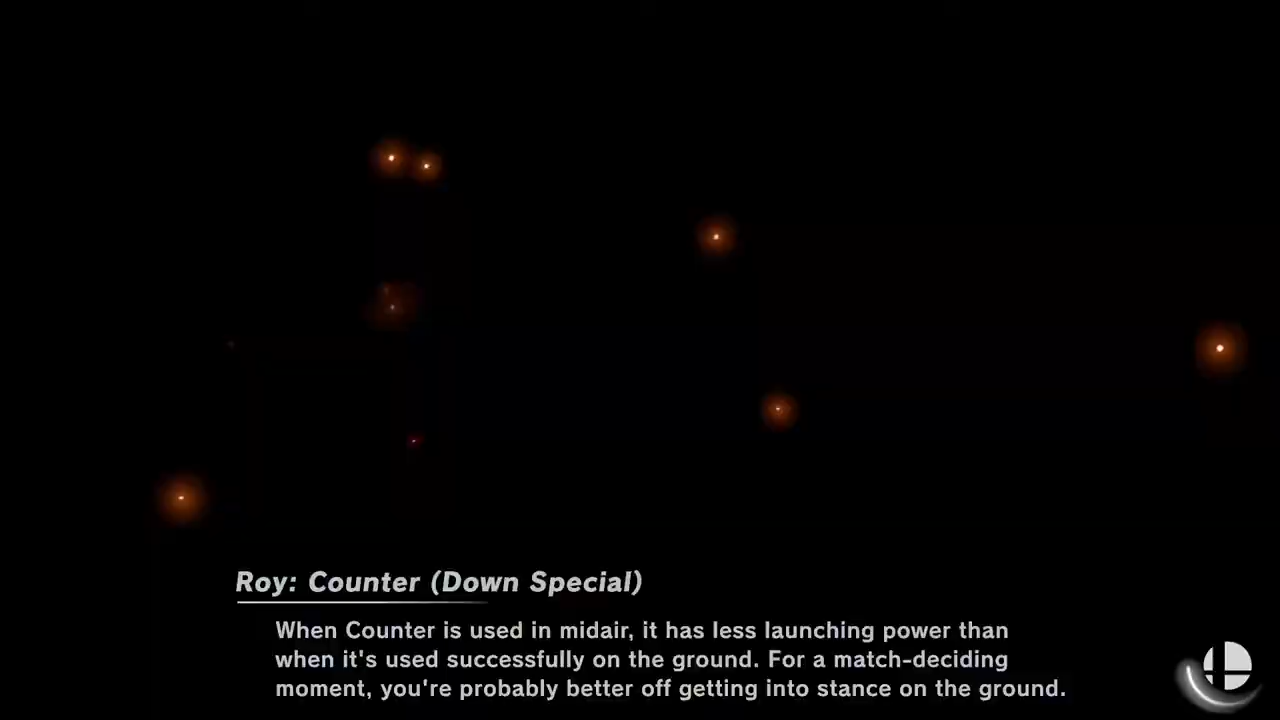 Roy: Counter (Down Special)
When Counter is used in midair, it has less launching power than
when it's used successfully on the ground. For a match-deciding
moment, you're probably better off getting into stance on the ground.